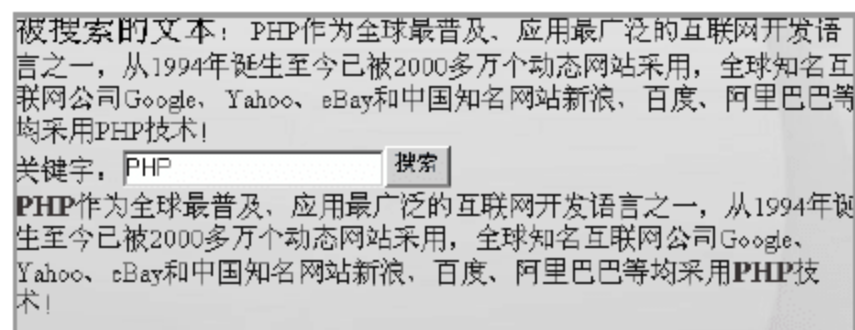 被搜索的文本：PHP作为全球最普及、应用最广泛的互联网开发语
言之一，从1994年诞生至今已被2000多万个动态网站采用，全球知名互
联网公司Google、Yahoo、eBay和中国知名网站新浪、百度、阿里巴巴等
均采用PHP技术！
关键字：PHP 搜索
PHP作为全球最普及、应用最广泛的互联网开发语言之一，从1994年诞
生至今已被2000多万个动态网站采用，全球知名互联网公司Google、
Yahoo、eBay和中国知名网站新浪、百度、阿里巴巴等均采用PHP技
术！